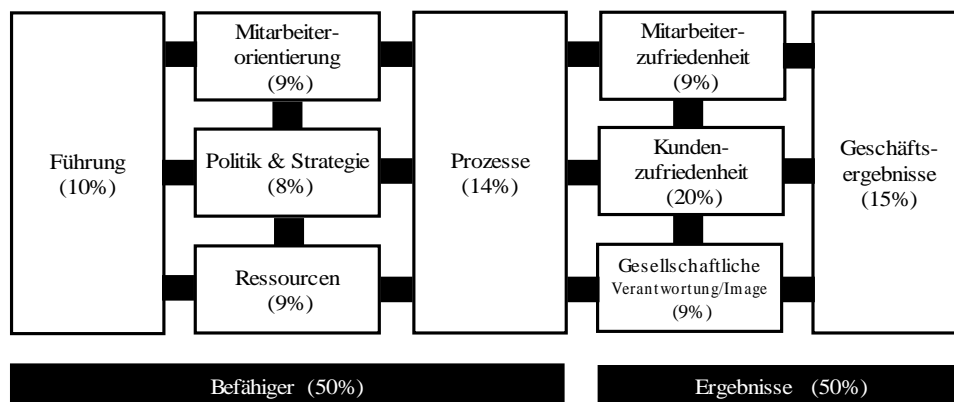 Führung
(10%)
Mitarbeiter-
orientierung
(9%)
Politik & Strategie
(8%)
Ressourcen
(9%)
Prozesse
(14%)
Mitarbeiter-
zufriedenheit
(9%)
Kunden-
zufriedenheit
(20%)
Gesellschaftliche
Verantwortung/Image
(9%)
Geschäfts-
ergebnisse
(15%)
Befähiger (50%)
Ergebnisse (50%)